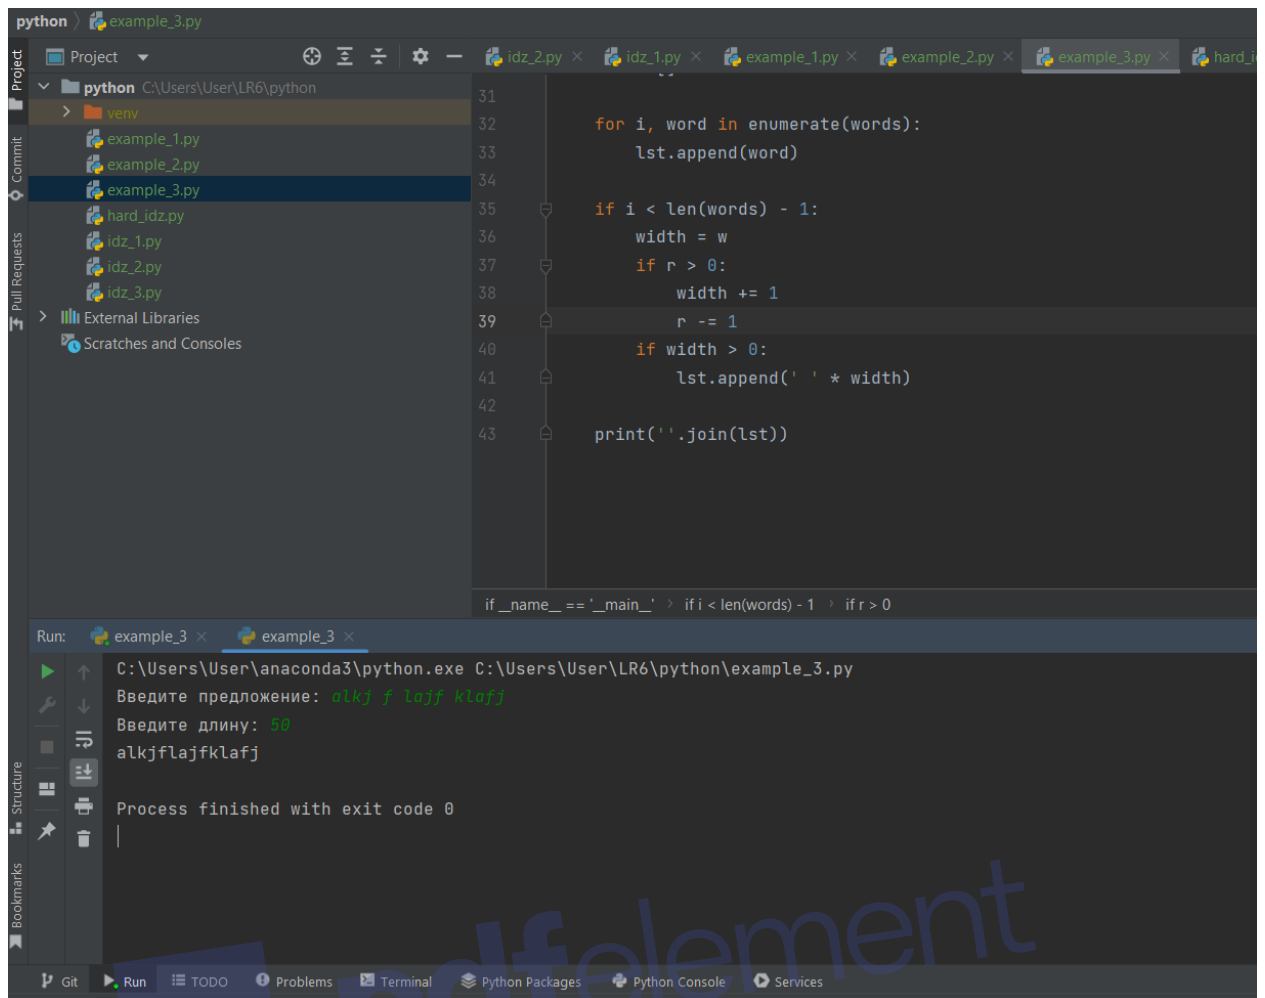 python 〉 example_3.py
Project
idz_2.py × idz_1.py × example_1.py × example_2.py × example_3.py × hard_i
Project
Commit
Pull Requests
python C:\Users\User\LR6\python
venv
example_1.py
example_2.py
example_3.py
hard_idz.py
idz_1.py
idz_2.py
idz_3.py
External Libraries
Scratches and Consoles
31
32 for i, word in enumerate(words):
33 lst.append(word)
34
35 if i < len(words) - 1:
36 width = w
37 if r > 0:
38 width += 1
39 r -= 1
40 if width > 0:
41 lst.append(' ' * width)
42
43 print(''.join(lst))
if __name__ == '__main__' › if i < len(words) - 1 › if r > 0
Run: example_3 × example_3 ×
C:\Users\User\anaconda3\python.exe C:\Users\User\LR6\python\example_3.py
Введите предложение: alkj f lajf klafj
Введите длину: 50
alkjflajfklafj
Process finished with exit code 0
Structure
Bookmarks
pdfelement
Git Run TODO Problems Terminal Python Packages Python Console Services